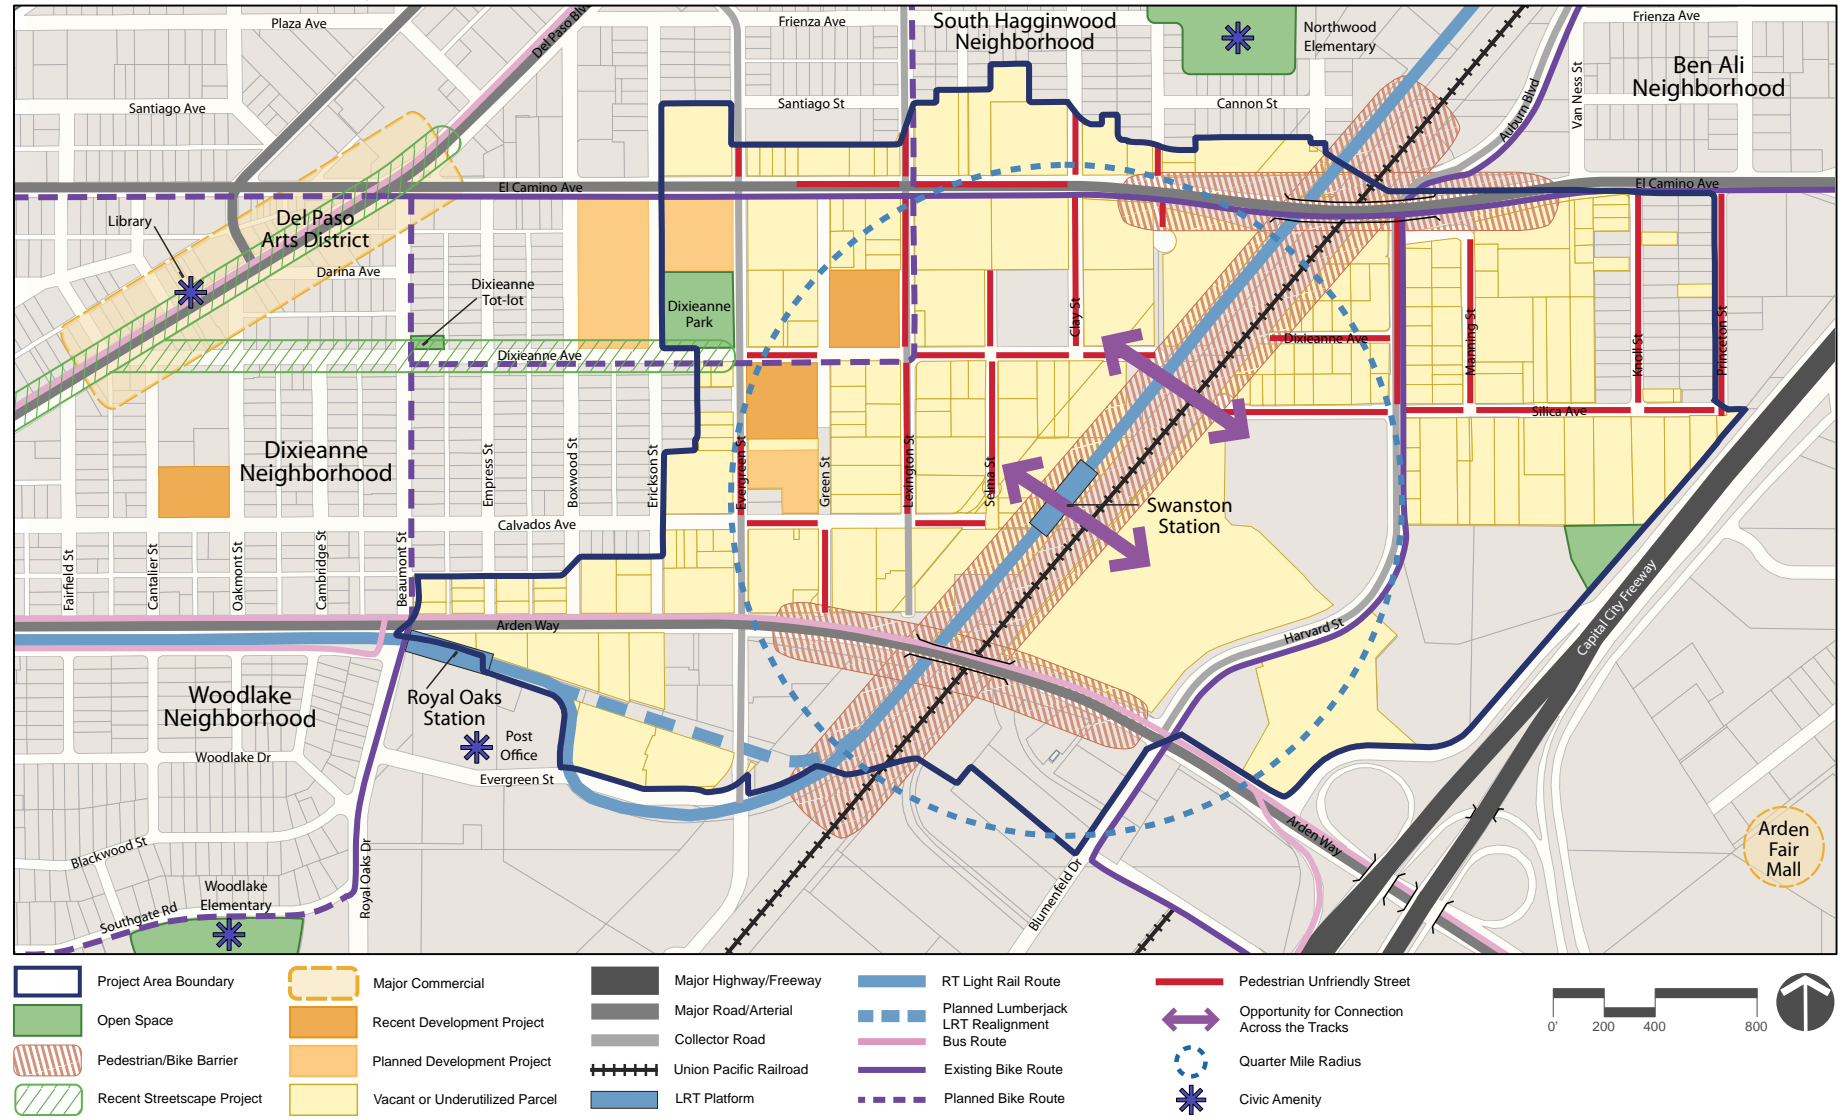 Plaza Ave
Del Paso Blvd
Frienza Ave
South Hagginwood
Neighborhood
Northwood
Elementary
Frienza Ave
Ben Ali
Neighborhood
Santiago Ave
Santiago St
Cannon St
Auburn Blvd
Van Ness St
El Camino Ave
El Camino Ave
Library
Del Paso
Arts District
Darina Ave
Dixieanne
Tot-lot
Dixieanne
Park
Clay St
Dixieanne Ave
Dixieanne Ave
Manning St
Knoll St
Princeton St
Silica Ave
Dixieanne
Neighborhood
Empress St
Boxwood St
Erickson St
Evergreen St
Green St
Lexington St
Selma St
Swanston
Station
Calvados Ave
Fairfield St
Cantalier St
Oakmont St
Cambridge St
Beaumont St
Arden Way
Harvard St
Capital City Freeway
Woodlake
Neighborhood
Royal Oaks
Station
Post
Office
Woodlake Dr
Evergreen St
Blackwood St
Royal Oaks Dr
Arden Way
Arden
Fair
Mall
Woodlake
Elementary
Southgate Rd
Blumenfeld Dr
Project Area Boundary
Open Space
Pedestrian/Bike Barrier
Recent Streetscape Project
Major Commercial
Recent Development Project
Planned Development Project
Vacant or Underutilized Parcel
Major Highway/Freeway
Major Road/Arterial
Collector Road
Union Pacific Railroad
LRT Platform
RT Light Rail Route
Planned Lumberjack
LRT Realignment
Bus Route
Existing Bike Route
Planned Bike Route
Pedestrian Unfriendly Street
Opportunity for Connection
Across the Tracks
Quarter Mile Radius
Civic Amenity
0' 200 400 800